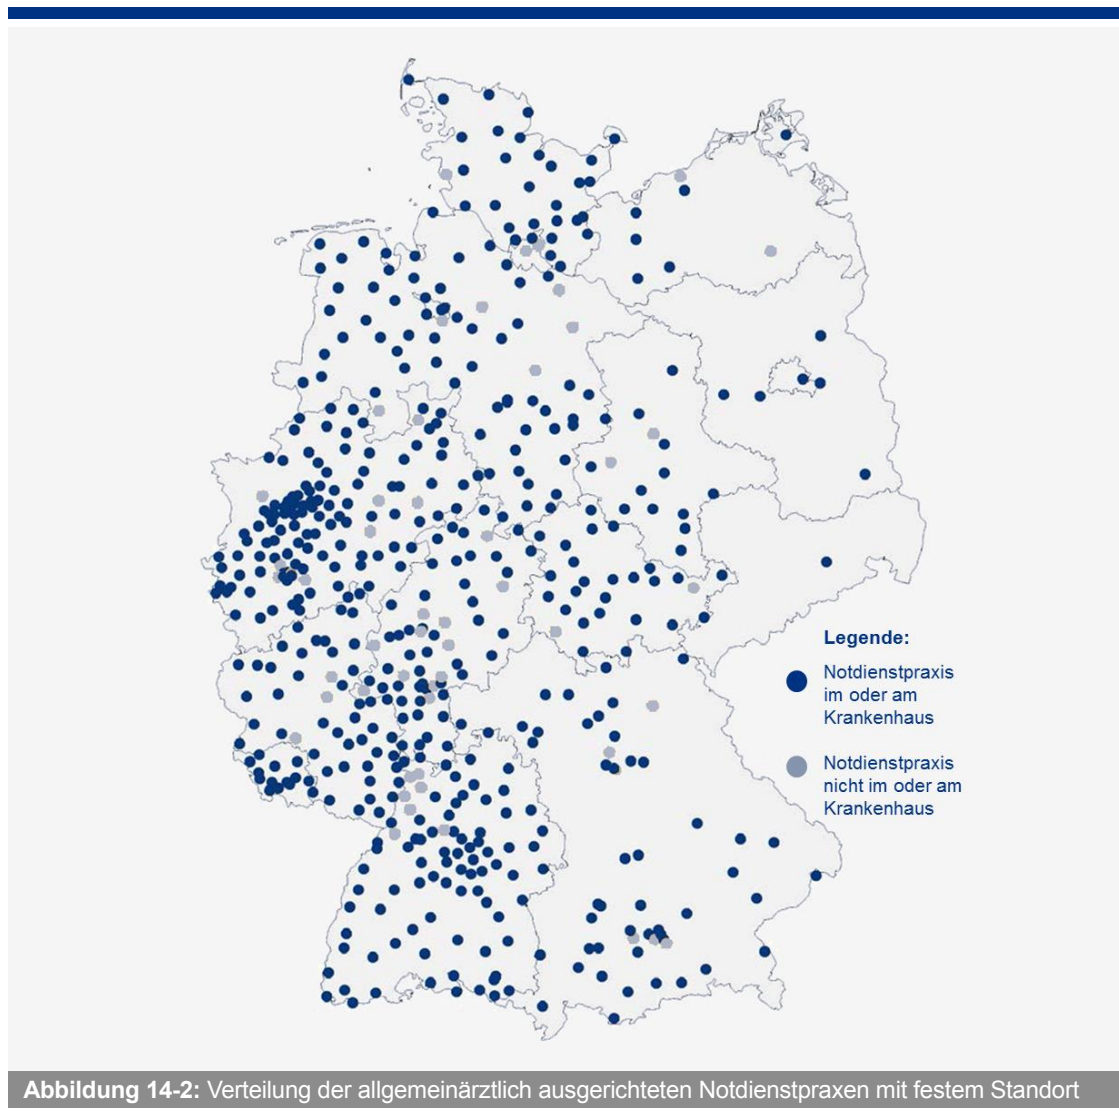 Legende:
Notdienstpraxis
im oder am
Krankenhaus
Notdienstpraxis
nicht im oder am
Krankenhaus
Abbildung 14-2: Verteilung der allgemeinärztlich ausgerichteten Notdienstpraxen mit festem Standort